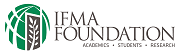 IFMA
FOUNDATION
ACADEMICS • STUDENTS • RESEARCH